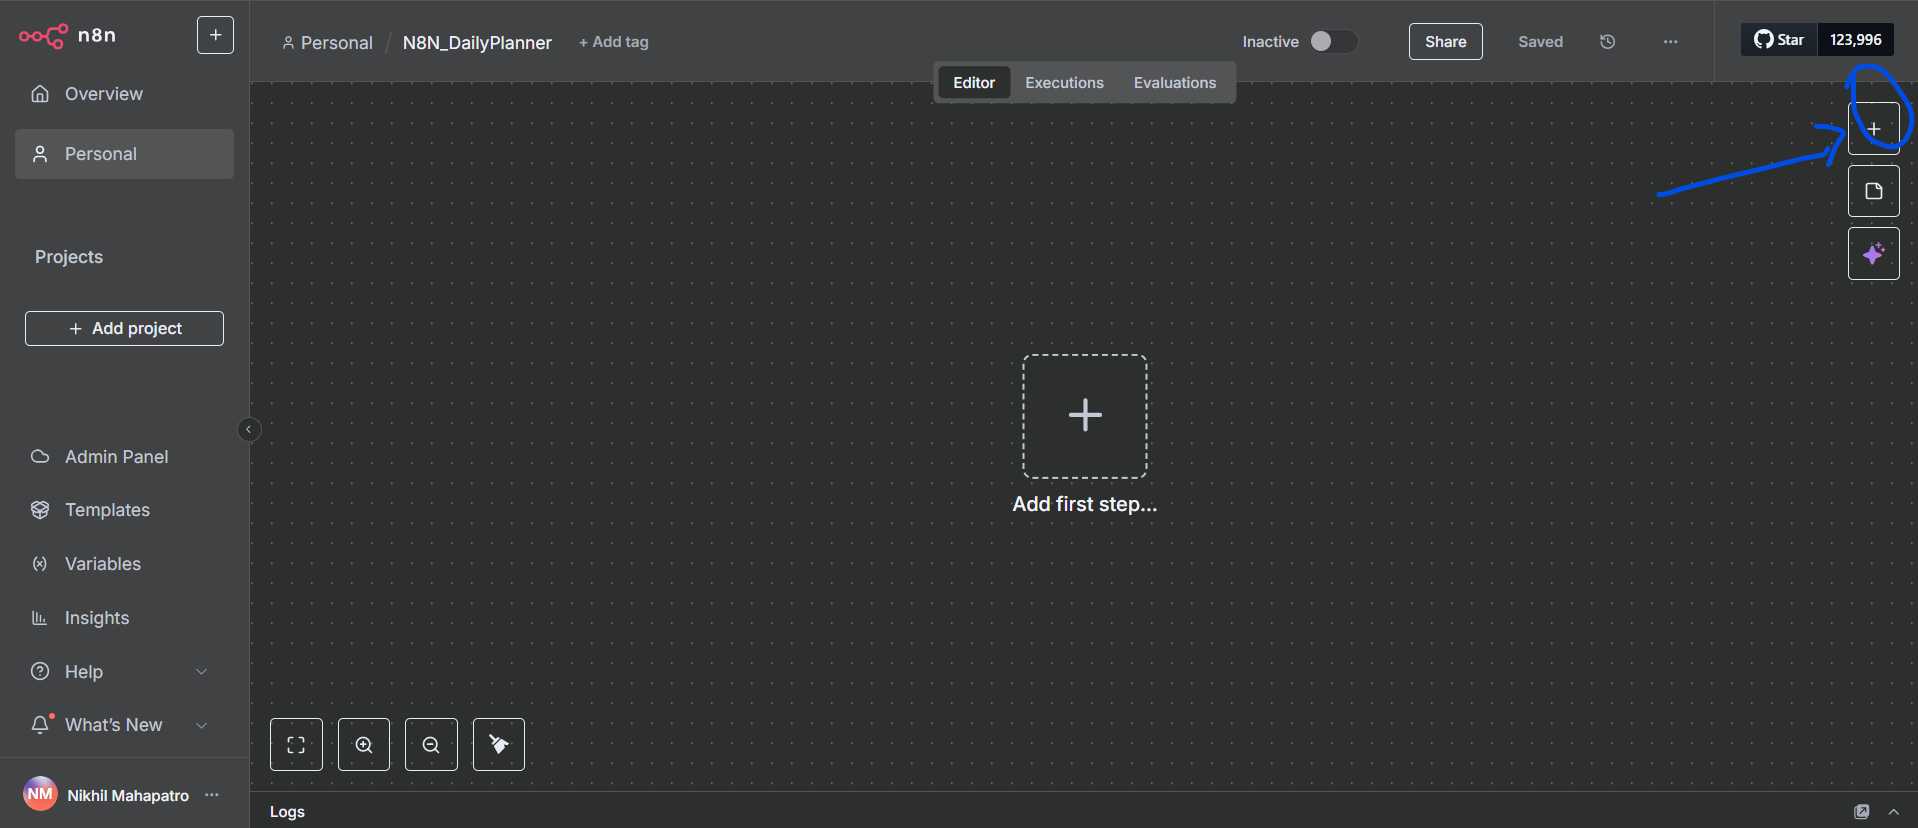 n8n
Personal / N8N_DailyPlanner + Add tag
Inactive
Share
Saved
Star 123,996
Editor Executions Evaluations
Overview
Personal
Projects
+ Add project
Add first step...
Admin Panel
Templates
Variables
Insights
Help
What's New
NM Nikhil Mahapatro
Logs